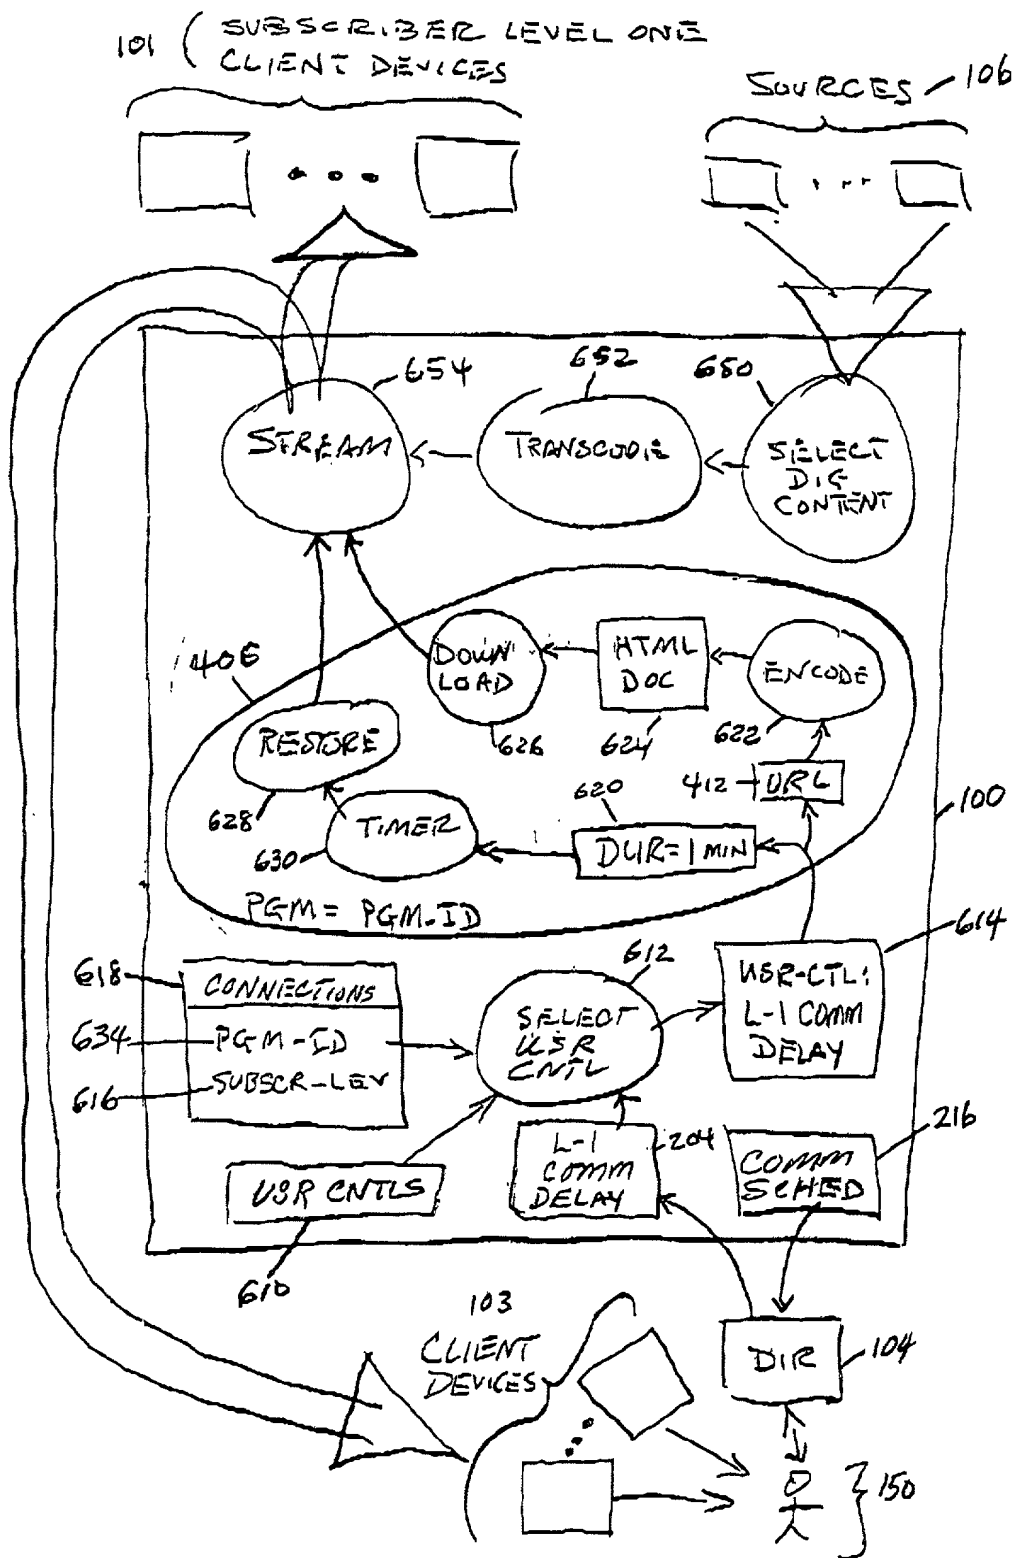 101 ( SUBSCRIBER LEVEL ONE
CLIENT DEVICES
SOURCES 106
654
652
650
STREAM
TRANSCODE
SELECT
DIG
CONTENT
406
DOWN
LOAD
HTML
DOC
ENCODE
626
624
622
RESTORE
628
412
URL
620
100
TIMER
630
DUR=1 MIN
PGM= PGM-ID
614
612
618
CONNECTIONS
634
PGM-ID
616
SUBSCR-LEV
SELECT
USR
CNTL
USR-CTL:
L-1 COMM
DELAY
216
204
L-1
COMM
DELAY
COMM
SCHED
USR CNTLS
610
103
CLIENT
DEVICES
DIR
104
150